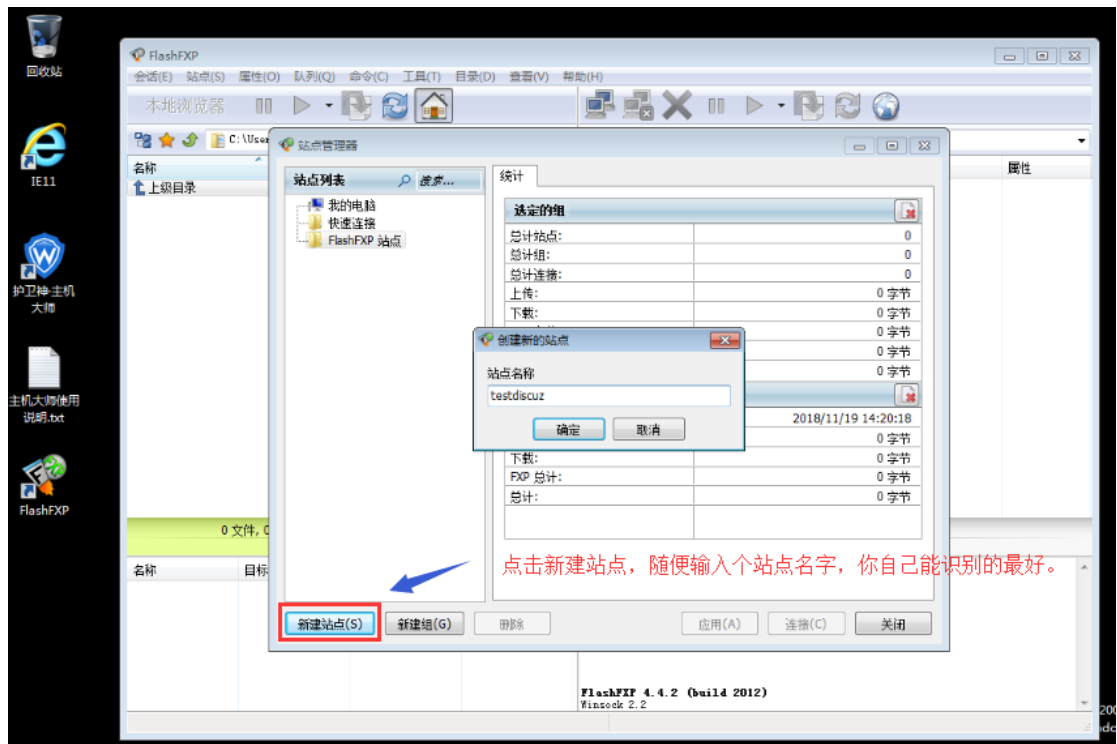 回收站
IE11
护卫神·主机
大师
主机大师使用
说明.txt
FlashFXP
FlashFXP
会话(E) 站点(S) 属性(O) 队列(Q) 命令(C) 工具(T) 目录(D) 查看(V) 帮助(H)
本地浏览器
C:\User
名称
属性
上级目录
站点管理器
站点列表
搜索...
我的电脑
快速连接
FlashFXP 站点
统计
选定的组
总计站点: 0
总计组: 0
总计连接: 0
上传: 0 字节
下载: 0 字节
0 字节
0 字节
0 字节
创建新的站点
站点名称
testdiscuz
确定 取消
2018/11/19 14:20:18
0 字节
下载: 0 字节
FXP 总计: 0 字节
总计: 0 字节
点击新建站点，随便输入个站点名字，你自己能识别的最好。
新建站点(S) 新建组(G) 删除 应用(A) 连接(C) 关闭
0 文件,
名称 目标
FlashFXP 4.4.2 (build 2012)
Winsock 2.2